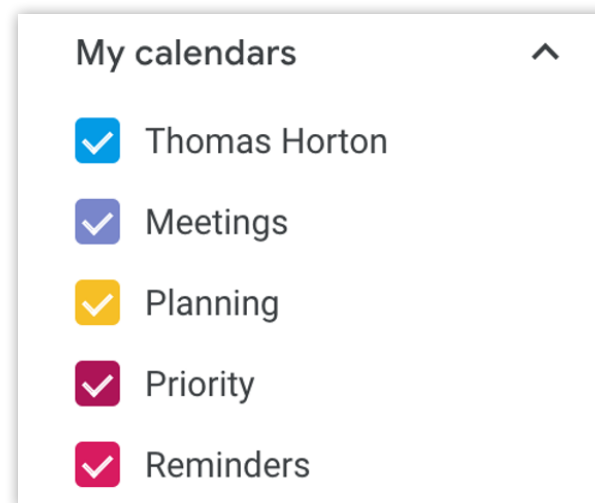 My calendars
Thomas Horton
Meetings
Planning
Priority
Reminders